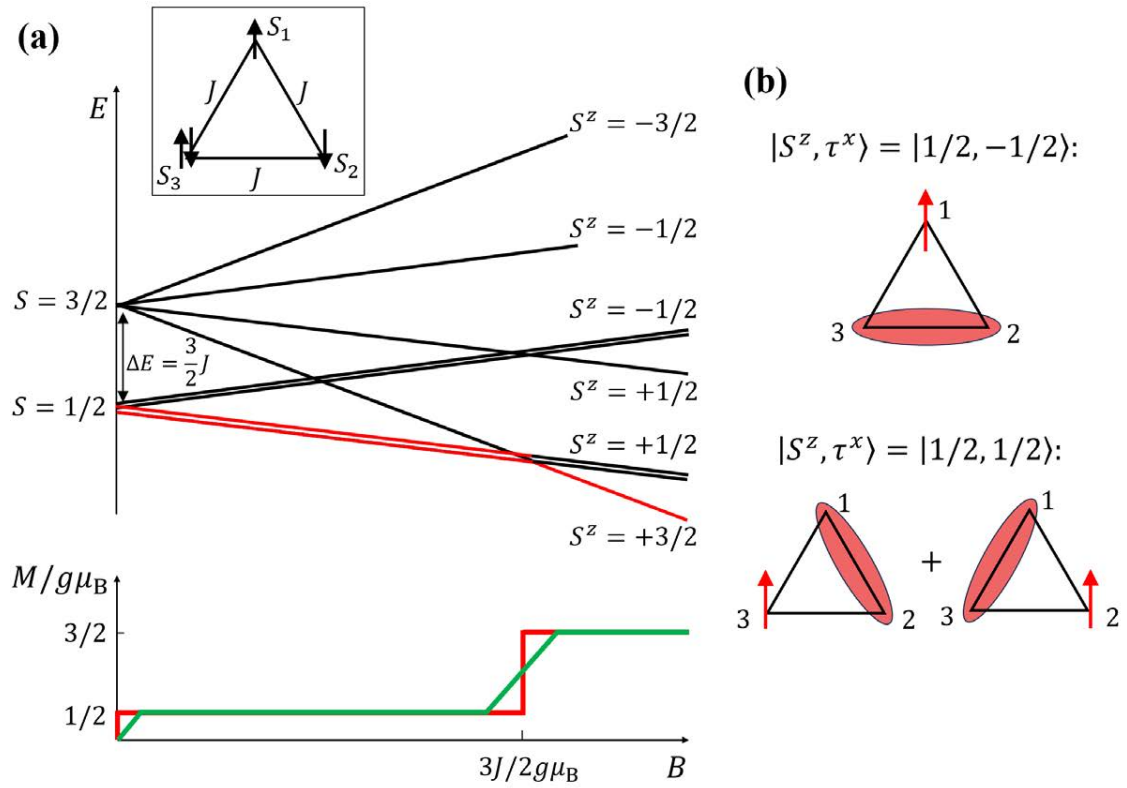 (a)
S₁
J J
S₃ J S₂
E
S^z = −3/2
S^z = −1/2
S = 3/2
S^z = −1/2
ΔE = 3/2 J
S^z = +1/2
S = 1/2
S^z = +1/2
S^z = +3/2
M/gμ_B
3/2
1/2
3J/2gμ_B B
(b)
|S^z, τ^x⟩ = |1/2, −1/2⟩:
1
3 2
|S^z, τ^x⟩ = |1/2, 1/2⟩:
1 1
+
3 2 3 2